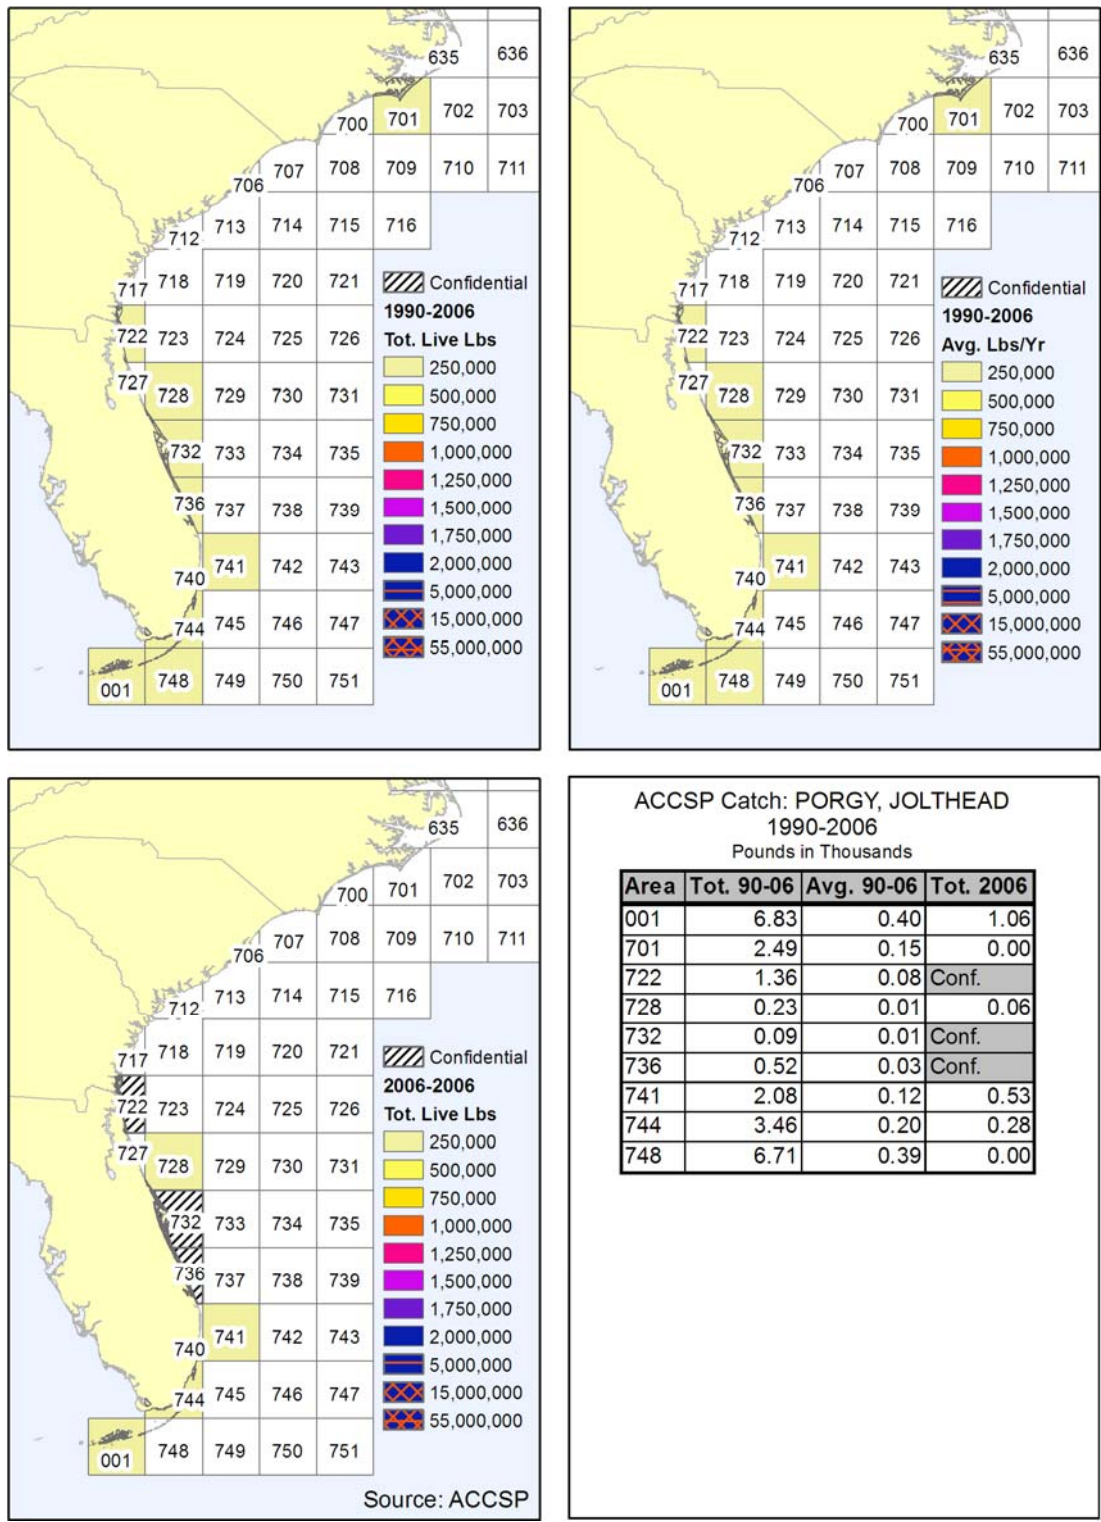 635 636
700 701 702 703
706 707 708 709 710 711
712 713 714 715 716
717 718 719 720 721
722 723 724 725 726
727 728 729 730 731
732 733 734 735
736 737 738 739
740 741 742 743
744 745 746 747
001 748 749 750 751
Confidential
1990-2006
Tot. Live Lbs
250,000
500,000
750,000
1,000,000
1,250,000
1,500,000
1,750,000
2,000,000
5,000,000
15,000,000
55,000,000
635 636
700 701 702 703
706 707 708 709 710 711
712 713 714 715 716
717 718 719 720 721
722 723 724 725 726
727 728 729 730 731
732 733 734 735
736 737 738 739
740 741 742 743
744 745 746 747
001 748 749 750 751
Confidential
1990-2006
Avg. Lbs/Yr
250,000
500,000
750,000
1,000,000
1,250,000
1,500,000
1,750,000
2,000,000
5,000,000
15,000,000
55,000,000
635 636
700 701 702 703
706 707 708 709 710 711
712 713 714 715 716
717 718 719 720 721
722 723 724 725 726
727 728 729 730 731
732 733 734 735
736 737 738 739
740 741 742 743
744 745 746 747
001 748 749 750 751
Confidential
2006-2006
Tot. Live Lbs
250,000
500,000
750,000
1,000,000
1,250,000
1,500,000
1,750,000
2,000,000
5,000,000
15,000,000
55,000,000
Source: ACCSP
ACCSP Catch: PORGY, JOLTHEAD
1990-2006
Pounds in Thousands
Area Tot. 90-06 Avg. 90-06 Tot. 2006
001 6.83 0.40 1.06
701 2.49 0.15 0.00
722 1.36 0.08 Conf.
728 0.23 0.01 0.06
732 0.09 0.01 Conf.
736 0.52 0.03 Conf.
741 2.08 0.12 0.53
744 3.46 0.20 0.28
748 6.71 0.39 0.00